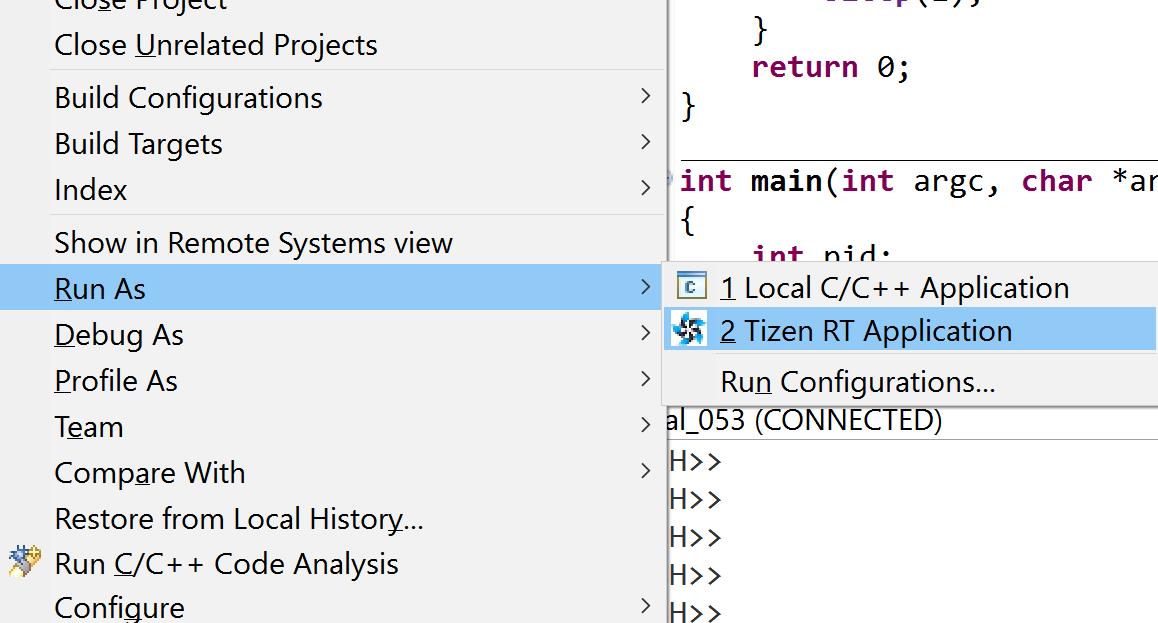 Close Project
Close Unrelated Projects
Build Configurations
Build Targets
Index
Show in Remote Systems view
Run As
Debug As
Profile As
Team
Compare With
Restore from Local History...
Run C/C++ Code Analysis
Configure
}
return 0;
}
int main(int argc, char *ar
{
int pid;
1 Local C/C++ Application
2 Tizen RT Application
Run Configurations...
al_053 (CONNECTED)
H>>
H>>
H>>
H>>
H>>